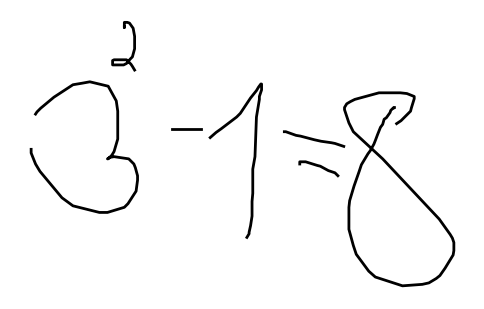 3² - 1 = 8